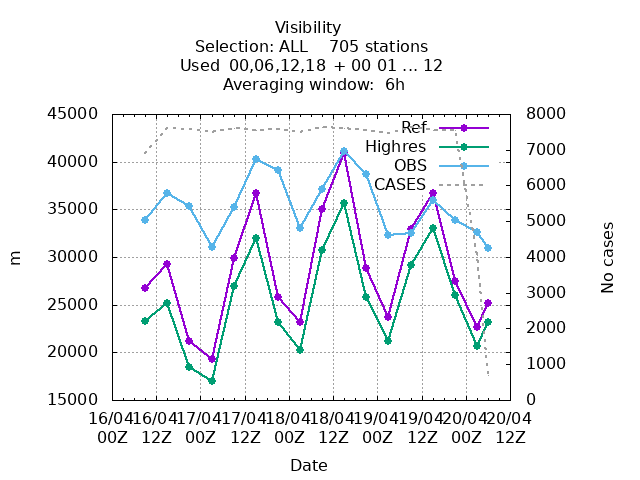 Visibility
Selection: ALL    705 stations
Used  00,06,12,18 + 00 01 ... 12
Averaging window:  6h
45000
40000
35000
30000
25000
20000
15000
m
8000
7000
6000
5000
4000
3000
2000
1000
0
No cases
Ref
Highres
OBS
CASES
16/04 16/04 17/04 17/04 18/04 18/04 19/04 19/04 20/04 20/04
00Z 12Z 00Z 12Z 00Z 12Z 00Z 12Z 00Z 12Z
Date